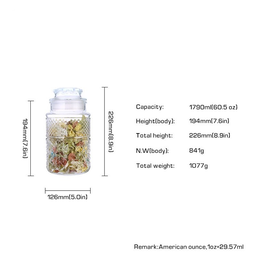 Capacity: 1790ml(60.5 oz)
Height(body): 194mm(7.6in)
Total height: 226mm(8.9in)
N.W(body): 841g
Total weight: 1077g
194mm(7.6in)
226mm(8.9in)
126mm(5.0in)
Remark:American ounce,1oz=29.57ml